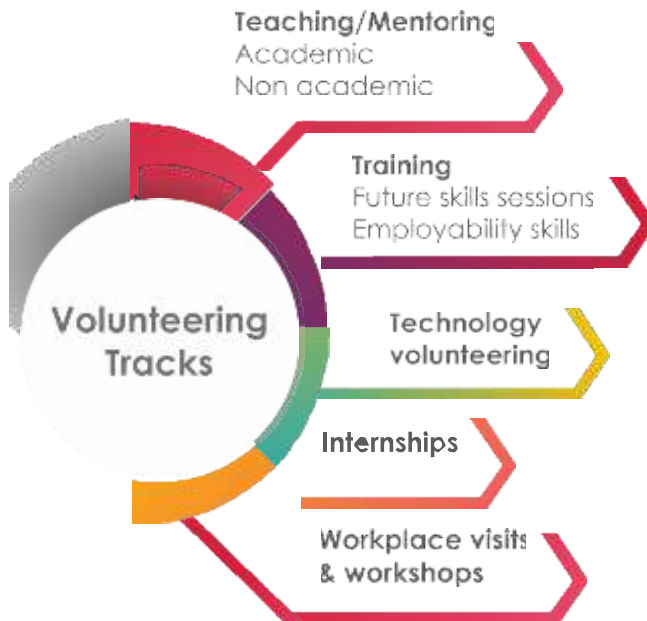 Teaching/Mentoring
Academic
Non academic
Training
Future skills sessions
Employability skills
Volunteering
Tracks
Technology
volunteering
Internships
Workplace visits
& workshops